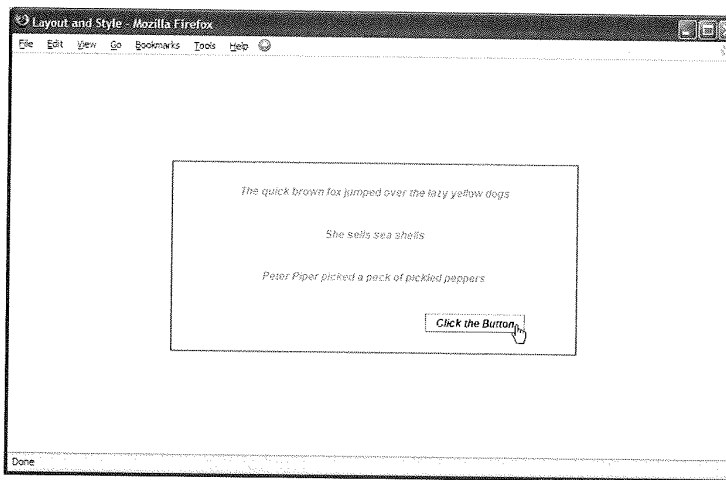 Layout and Style - Mozilla Firefox
File Edit View Go Bookmarks Tools Help
The quick brown fox jumped over the lazy yellow dogs
She sells sea shells
Peter Piper picked a peck of pickled peppers
Click the Button
Done